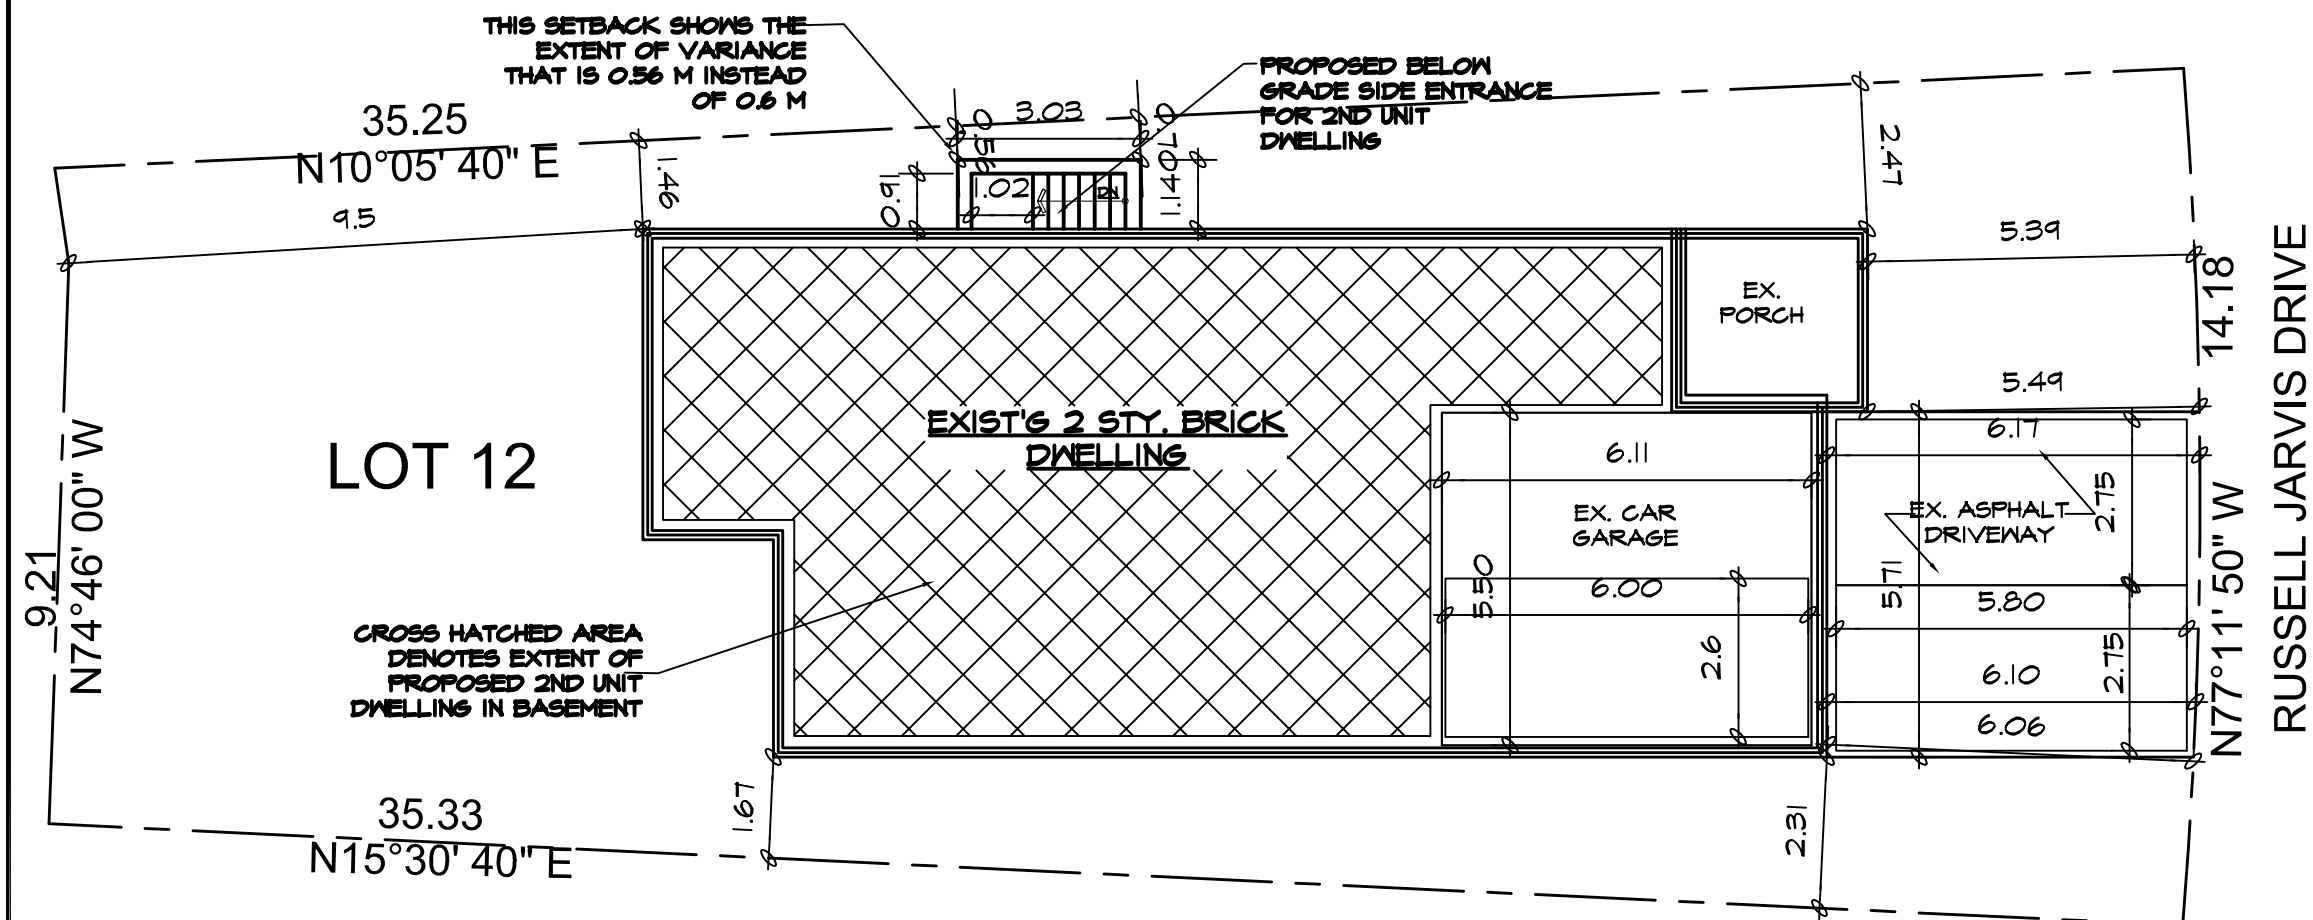 THIS SETBACK SHOWS THE
EXTENT OF VARIANCE
THAT IS 0.56 M INSTEAD
OF 0.6 M
PROPOSED BELOW
GRADE SIDE ENTRANCE
FOR 2ND UNIT
DWELLING
35.25
N10°05' 40" E
9.5
1.46
3.03
0.56
0.70
0.91
1.02
DN
1.140
2.47
5.39
14.18
RUSSELL JARVIS DRIVE
EX.
PORCH
5.49
LOT 12
EXIST'G 2 STY. BRICK
DWELLING
6.11
EX. CAR
GARAGE
5.50
6.00
2.6
6.17
2.75
EX. ASPHALT
DRIVEWAY
5.71
5.80
2.75
6.10
6.06
N77°11' 50" W
9.21
N74°46' 00" W
CROSS HATCHED AREA
DENOTES EXTENT OF
PROPOSED 2ND UNIT
DWELLING IN BASEMENT
35.33
N15°30' 40" E
1.67
2.31